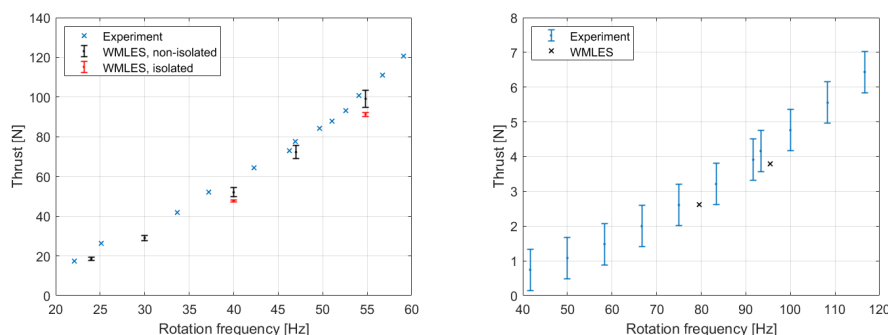 140
120
100
80
60
40
20
0
Thrust [N]
Experiment
WMLES, non-isolated
WMLES, isolated
20 25 30 35 40 45 50 55 60
Rotation frequency [Hz]
8
7
6
5
4
3
2
1
0
Thrust [N]
Experiment
WMLES
40 50 60 70 80 90 100 110 120
Rotation frequency [Hz]